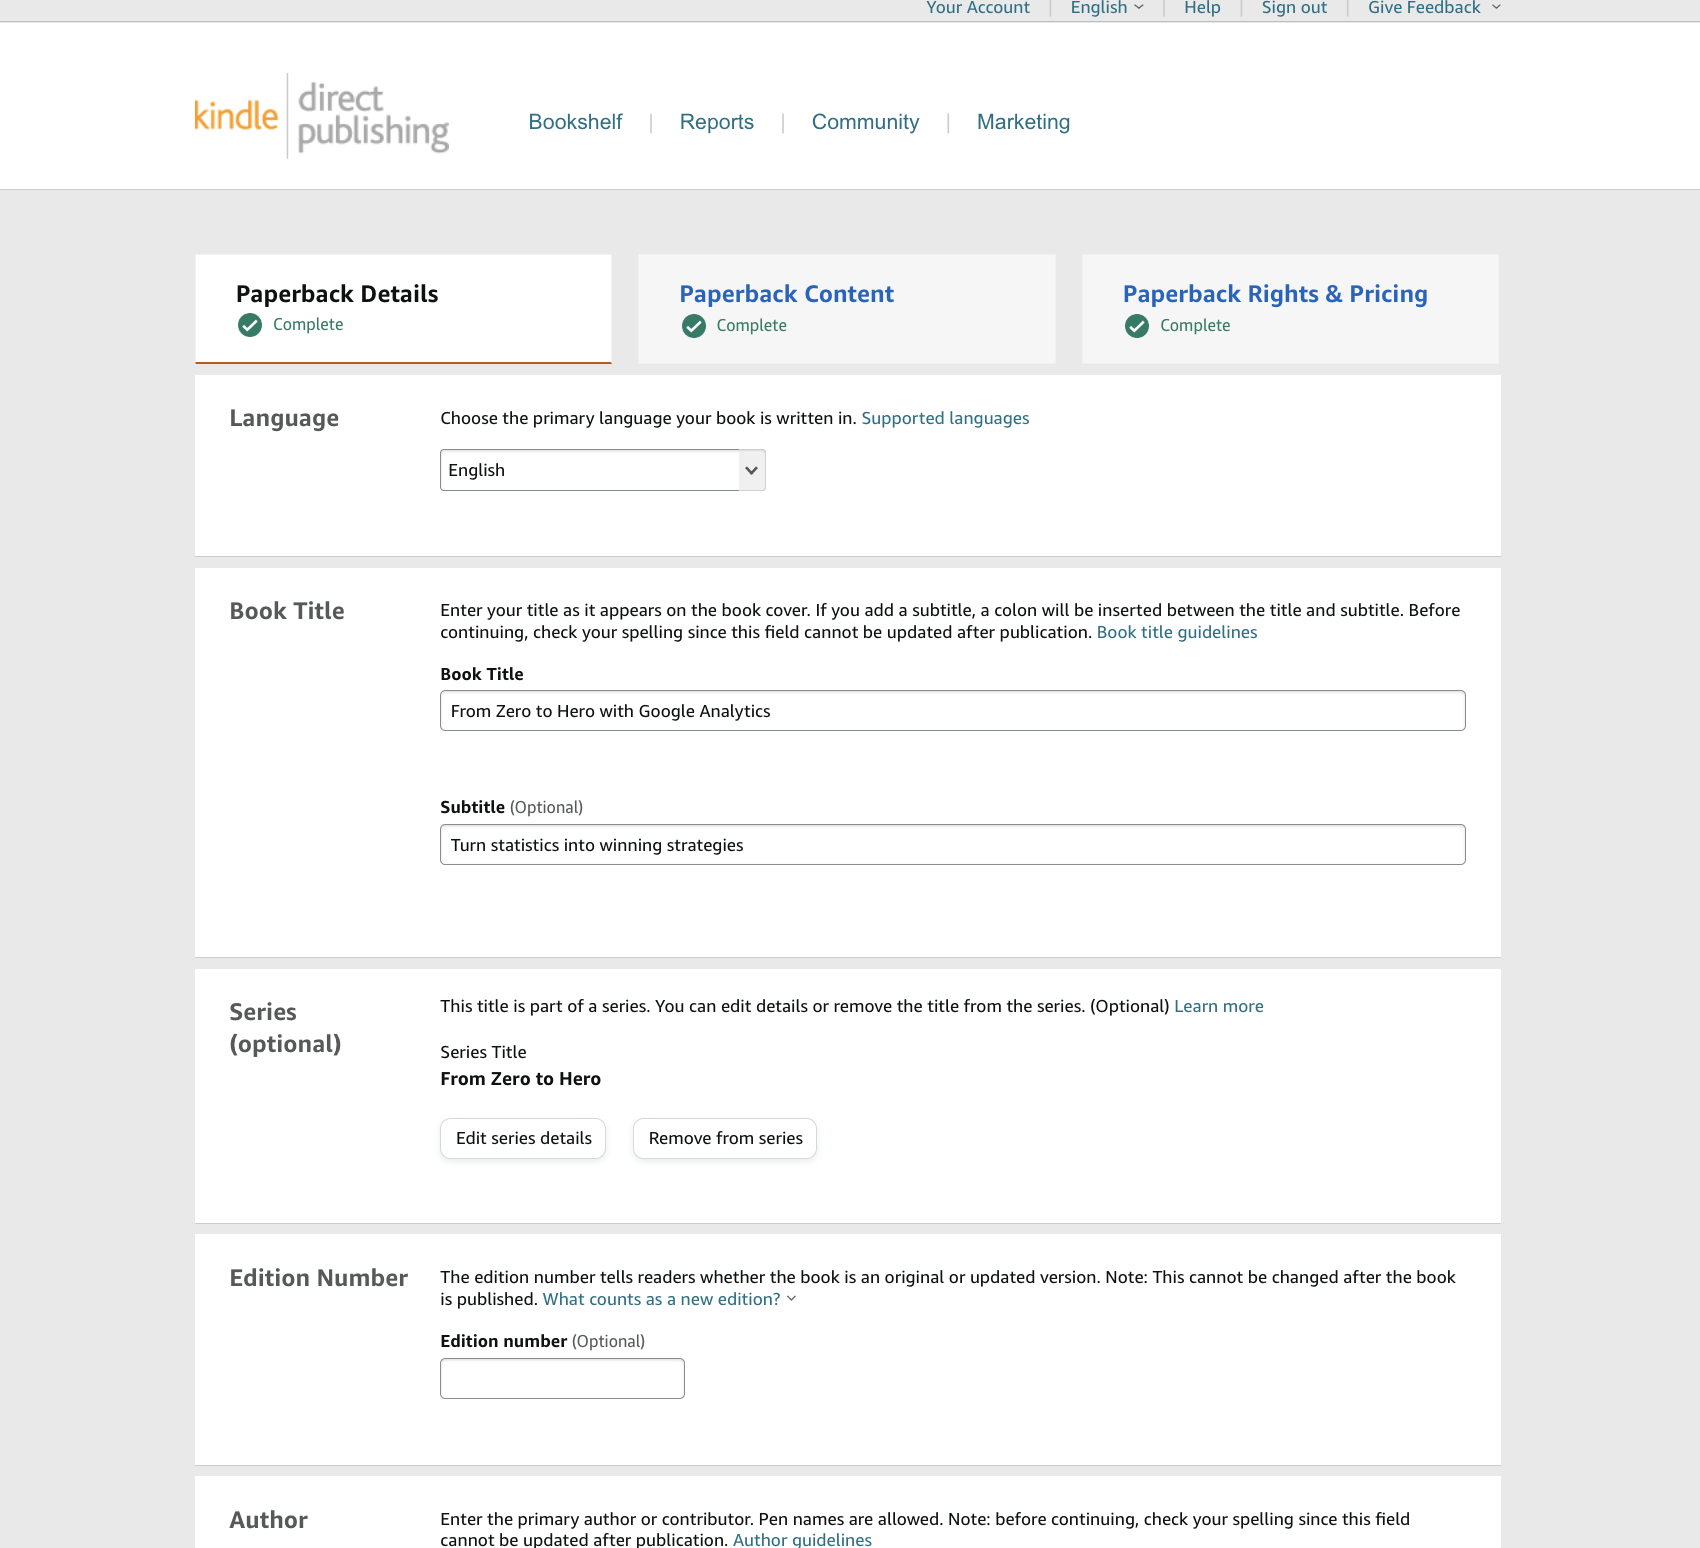 Your Account | English | Help | Sign out | Give Feedback
kindle direct publishing
Bookshelf | Reports | Community | Marketing
Paperback Details
Complete
Paperback Content
Complete
Paperback Rights & Pricing
Complete
Language
Choose the primary language your book is written in. Supported languages
English
Book Title
Enter your title as it appears on the book cover. If you add a subtitle, a colon will be inserted between the title and subtitle. Before
continuing, check your spelling since this field cannot be updated after publication. Book title guidelines
Book Title
From Zero to Hero with Google Analytics
Subtitle (Optional)
Turn statistics into winning strategies
Series
(optional)
This title is part of a series. You can edit details or remove the title from the series. (Optional) Learn more
Series Title
From Zero to Hero
Edit series details
Remove from series
Edition Number
The edition number tells readers whether the book is an original or updated version. Note: This cannot be changed after the book
is published. What counts as a new edition?
Edition number (Optional)
Author
Enter the primary author or contributor. Pen names are allowed. Note: before continuing, check your spelling since this field
cannot be updated after publication. Author guidelines